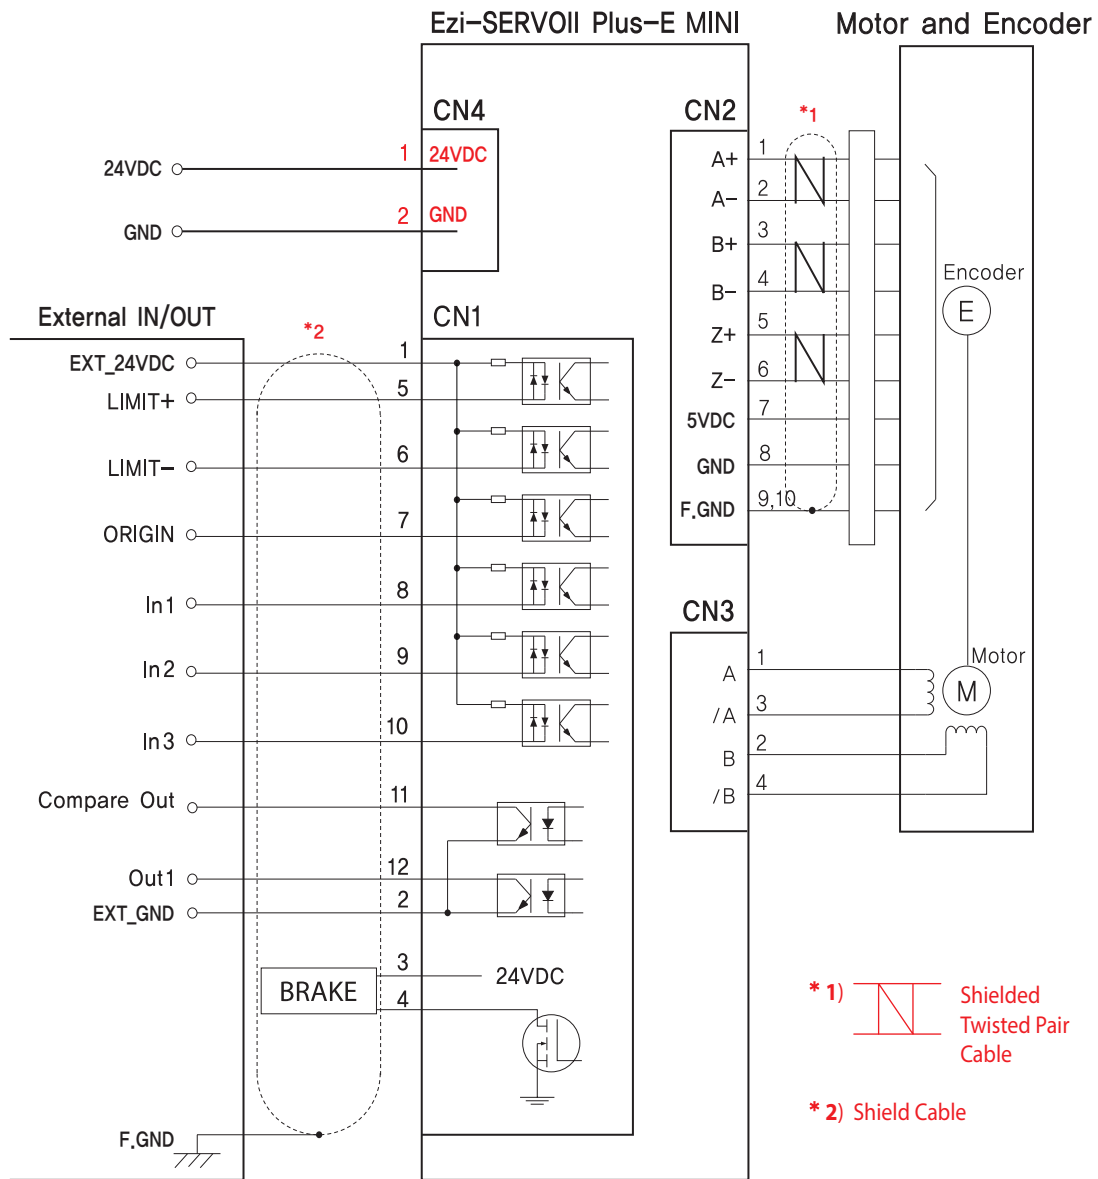 Ezi-SERVOII Plus-E MINI
Motor and Encoder
CN4
24VDC
1 24VDC
GND
2 GND
CN2
*1
A+ 1
A- 2
B+ 3
B- 4
Z+ 5
Z- 6
5VDC 7
GND 8
F.GND 9,10
Encoder
E
External IN/OUT
*2
CN1
EXT_24VDC 1
LIMIT+ 5
LIMIT- 6
ORIGIN 7
In1 8
In2 9
In3 10
Compare Out 11
Out1 12
EXT_GND 2
BRAKE
3 24VDC
4
F.GND
CN3
A 1
/A 3
B 2
/B 4
Motor
M
* 1) Shielded
Twisted Pair
Cable
* 2) Shield Cable